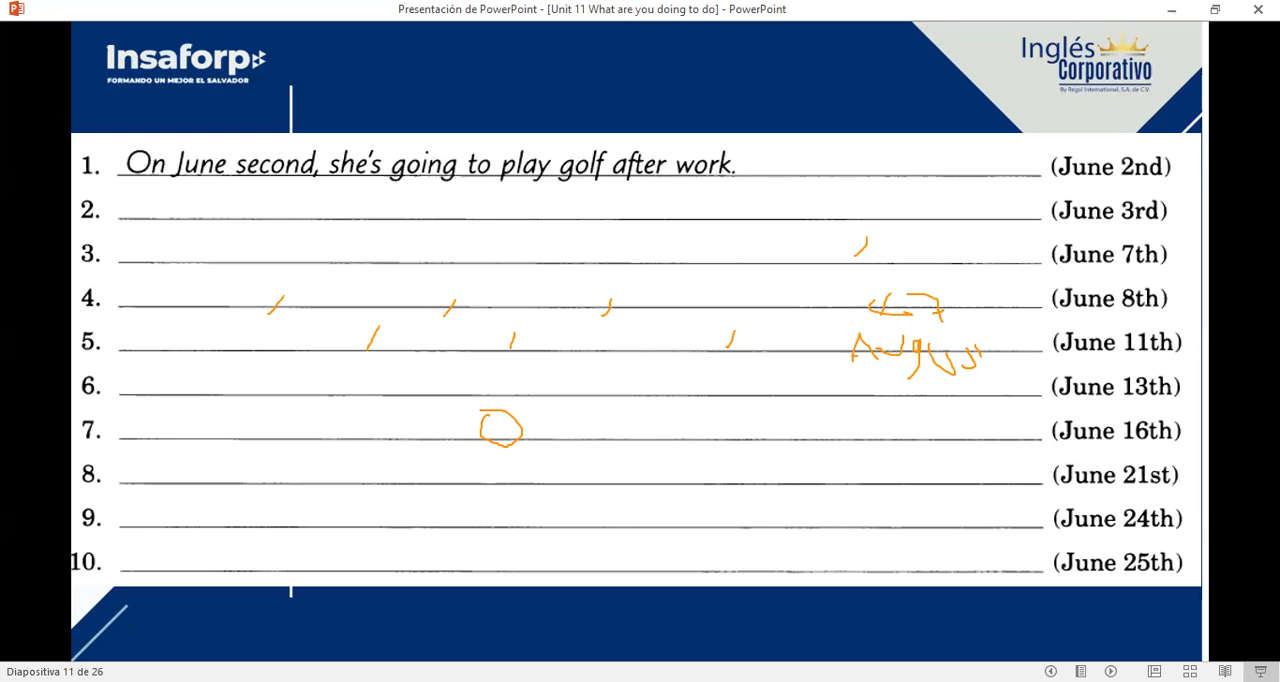 Presentación de PowerPoint - [Unit 11 What are you doing to do] - PowerPoint
Insaforp
FORMANDO UN MEJOR EL SALVADOR
Inglés
Corporativo
By Regal International, S.A. de C.V.
1. On June second, she's going to play golf after work. (June 2nd)
2. (June 3rd)
3. (June 7th)
4. (June 8th)
5. (June 11th)
6. (June 13th)
7. (June 16th)
8. (June 21st)
9. (June 24th)
10. (June 25th)
Diapositiva 11 de 26